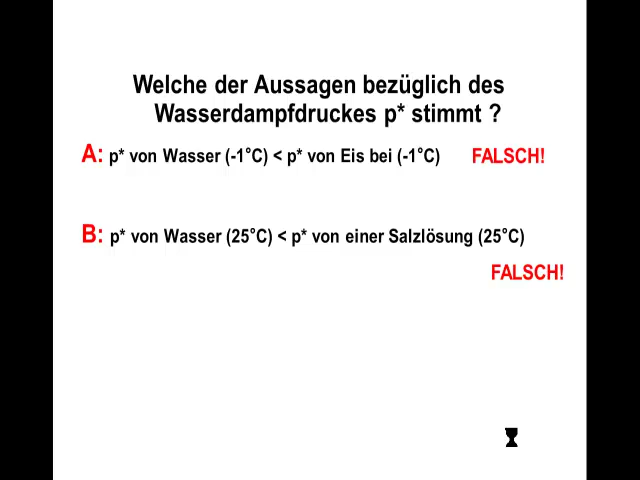 Welche der Aussagen bezüglich des
Wasserdampfdruckes p* stimmt ?
A: p* von Wasser (-1°C) < p* von Eis bei (-1°C) FALSCH!
B: p* von Wasser (25°C) < p* von einer Salzlösung (25°C)
FALSCH!